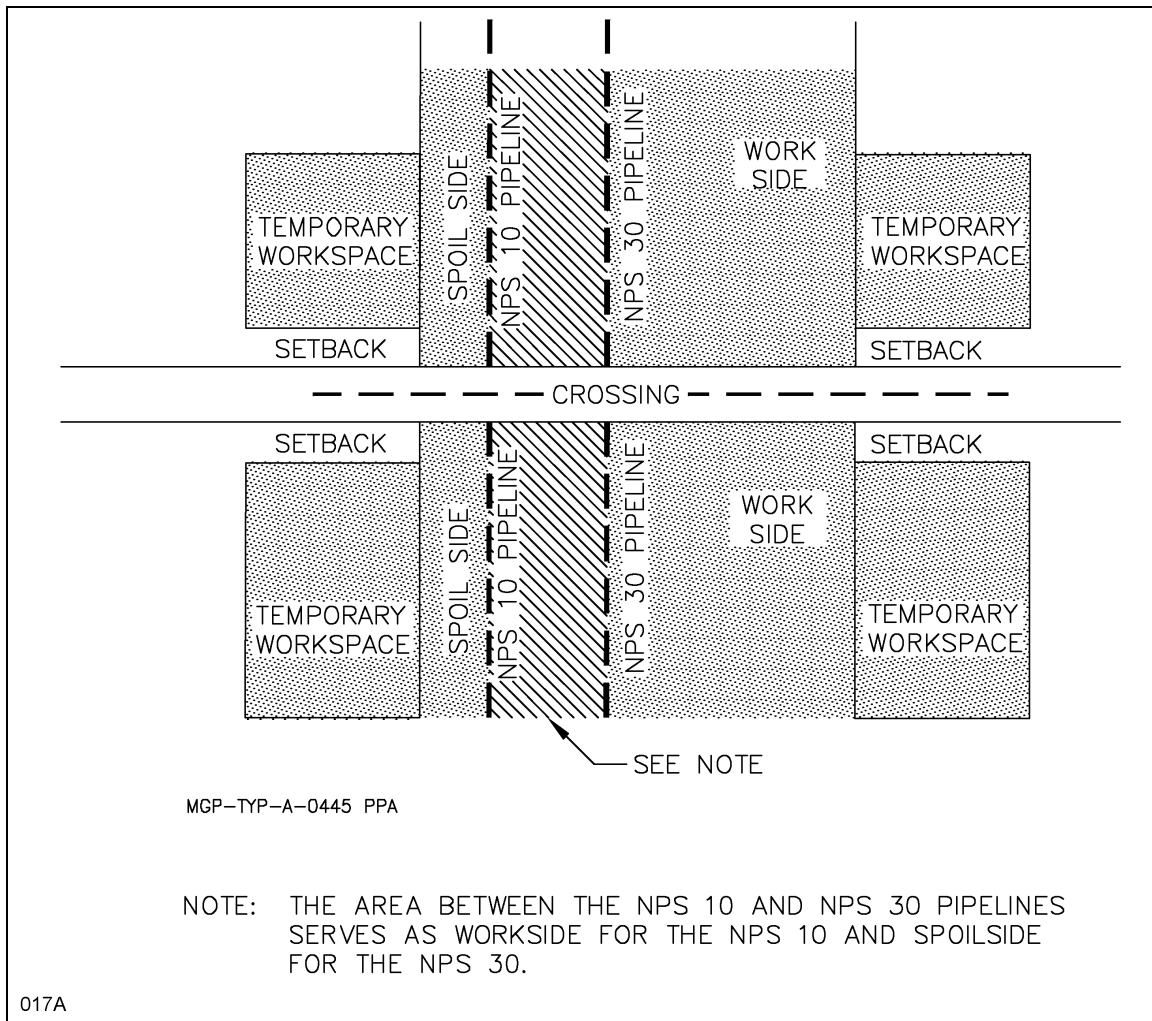 SPOIL SIDE
NPS 10 PIPELINE
NPS 30 PIPELINE
WORK
SIDE
TEMPORARY
WORKSPACE
TEMPORARY
WORKSPACE
SETBACK
SETBACK
CROSSING
SETBACK
SETBACK
SPOIL SIDE
NPS 10 PIPELINE
NPS 30 PIPELINE
WORK
SIDE
TEMPORARY
WORKSPACE
TEMPORARY
WORKSPACE
SEE NOTE
MGP-TYP-A-0445 PPA
NOTE: THE AREA BETWEEN THE NPS 10 AND NPS 30 PIPELINES
SERVES AS WORKSIDE FOR THE NPS 10 AND SPOILSIDE
FOR THE NPS 30.
017A